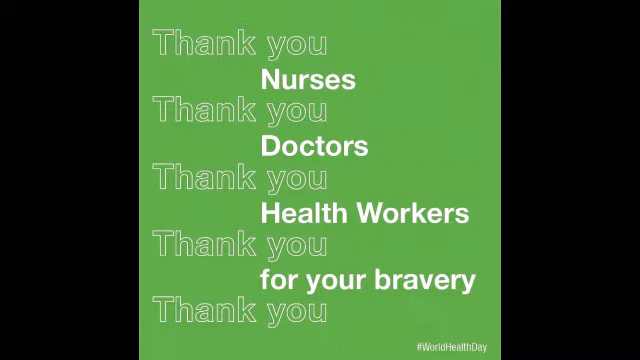 Thank you
Nurses
Thank you
Doctors
Thank you
Health Workers
Thank you
for your bravery
Thank you
#WorldHealthDay